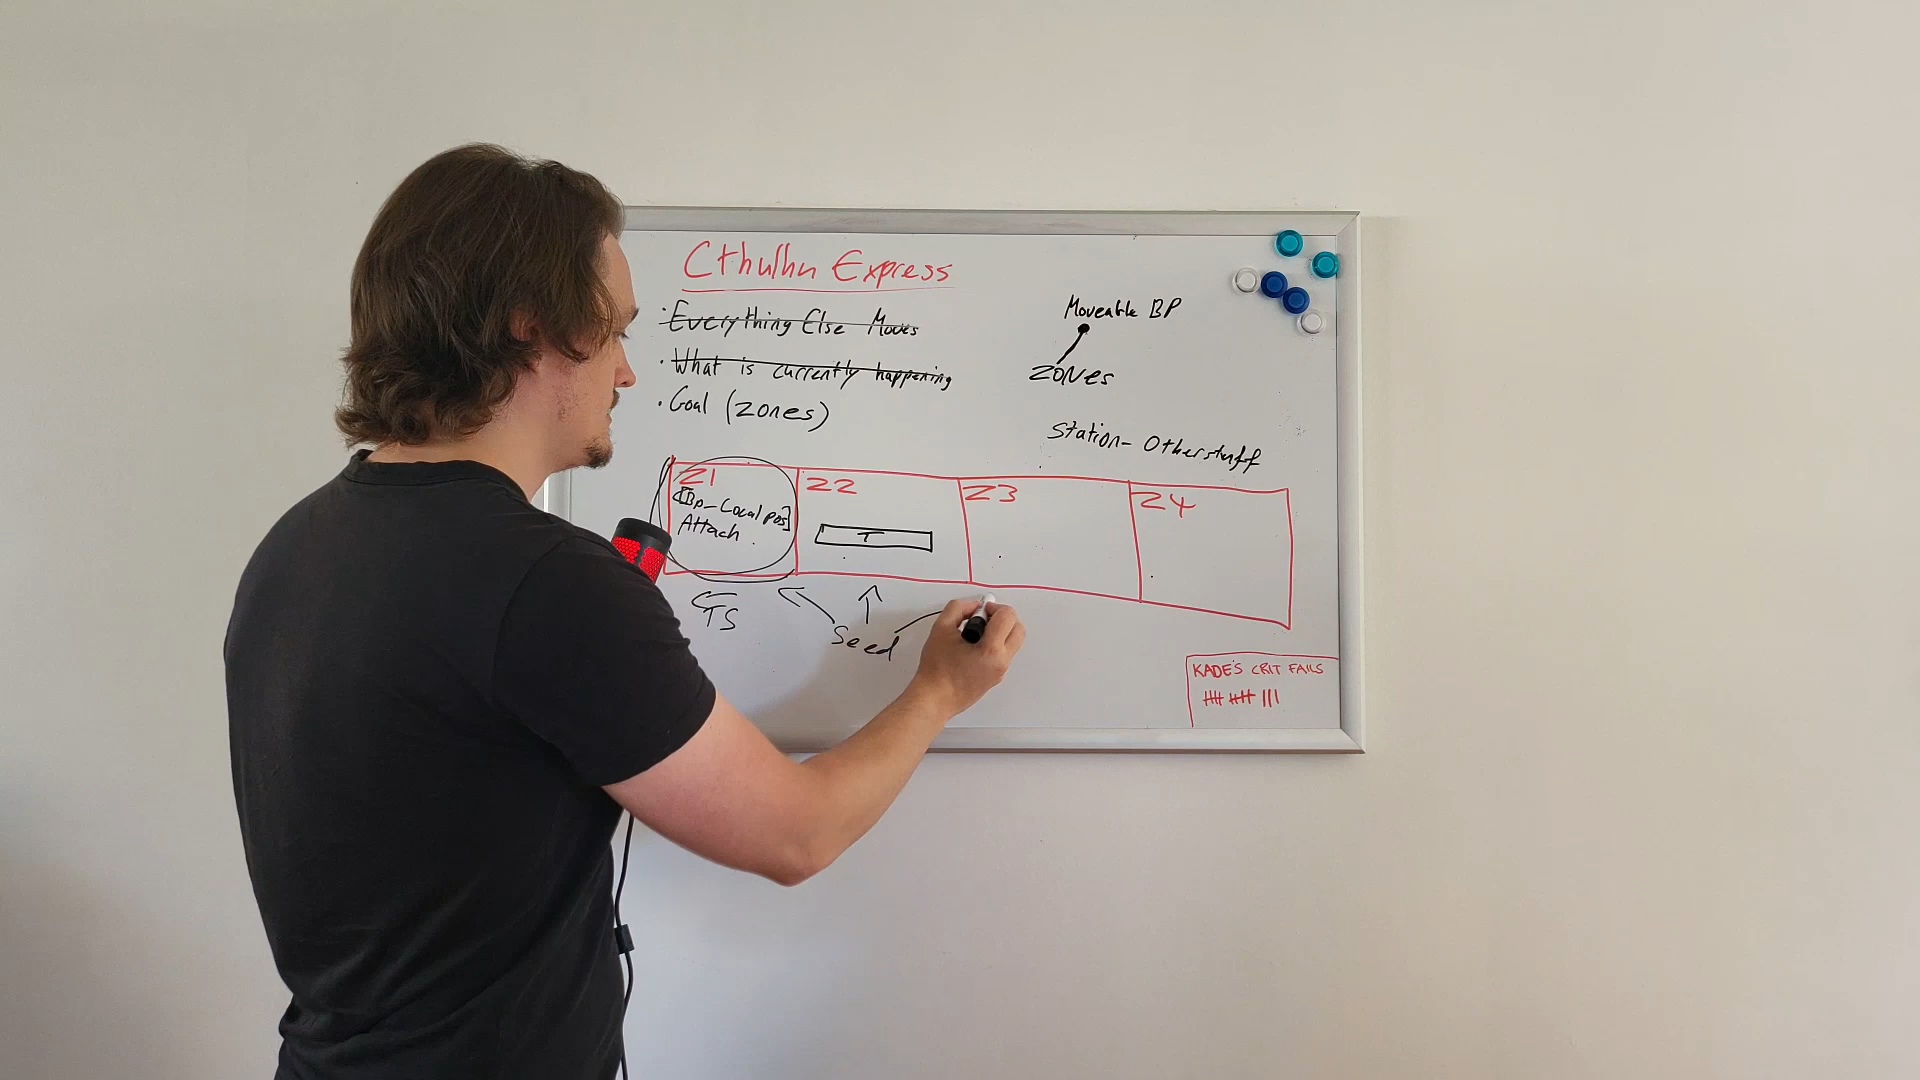 Cthulhu Express
· Everything Else Moves
· What is currently happening
· Goal (zones)
Moveable BP
ZONes
Station- Otherstuff
Z1
[Bp-Local pos]
Attach
Z2
T
Z3
Z4
TS
Seed
KADE'S CRIT FAILS